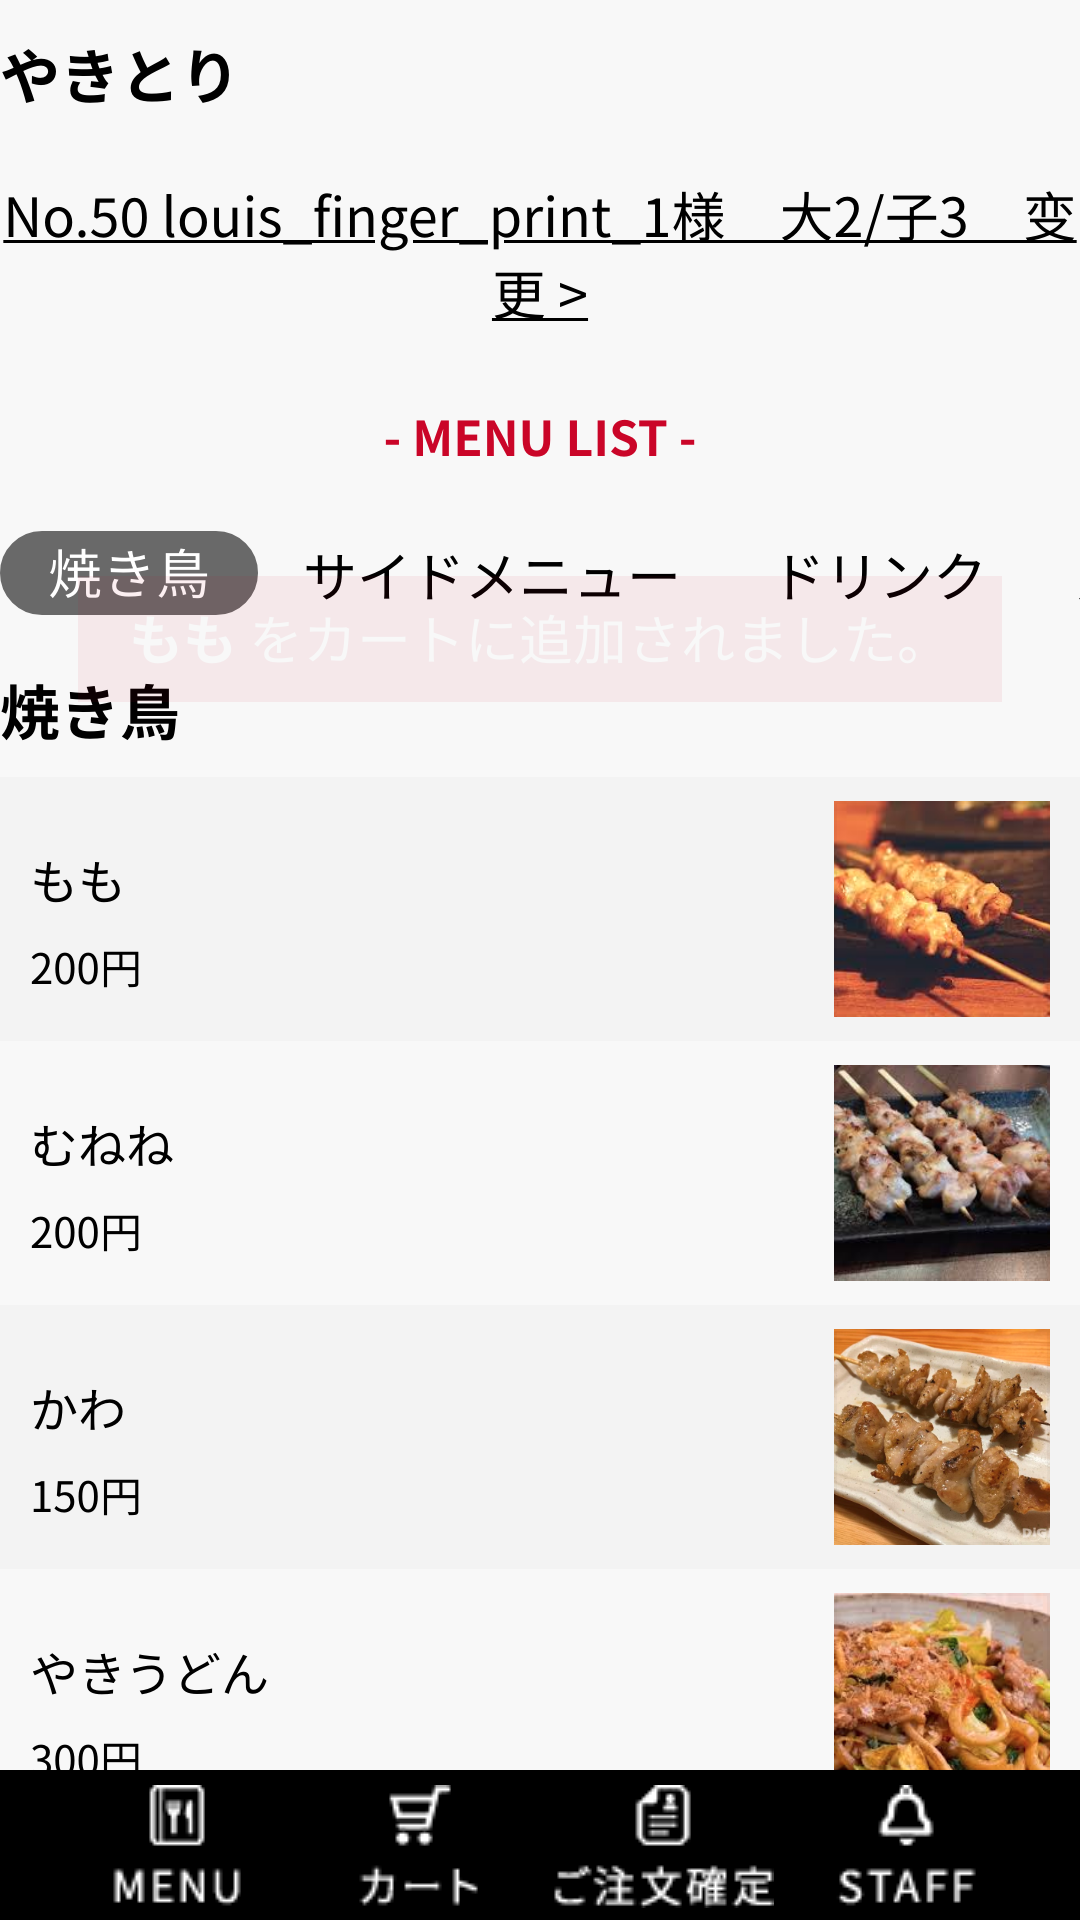 やきとり
No.50 louis_finger_print_1様　大2/子3　変
更 >
- MENU LIST -
焼き鳥　サイドメニュー　ドリンク
もも をカートに追加されました。
焼き鳥
もも
200円
むねね
200円
かわ
150円
やきうどん
300円
MENU　カート　ご注文確定　STAFF